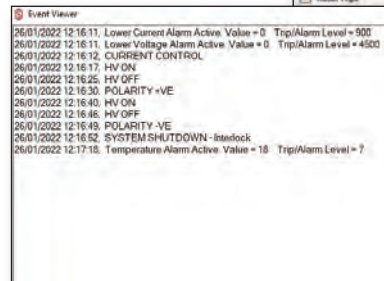 Event Viewer
26/01/2022 12:16:11, Lower Current Alarm Active. Value = 0 Trip/Alarm Level = 900
26/01/2022 12:16:11, Lower Voltage Alarm Active. Value = 0 Trip/Alarm Level = 4500
26/01/2022 12:16:12, CURRENT CONTROL
26/01/2022 12:16:17, HV ON
26/01/2022 12:16:25, HV OFF
26/01/2022 12:16:30, POLARITY +VE
26/01/2022 12:16:40, HV ON
26/01/2022 12:16:46, HV OFF
26/01/2022 12:16:49, POLARITY -VE
26/01/2022 12:16:52, SYSTEM SHUTDOWN - Interlock
26/01/2022 12:17:18, Temperature Alarm Active. Value = 18 Trip/Alarm Level = ?